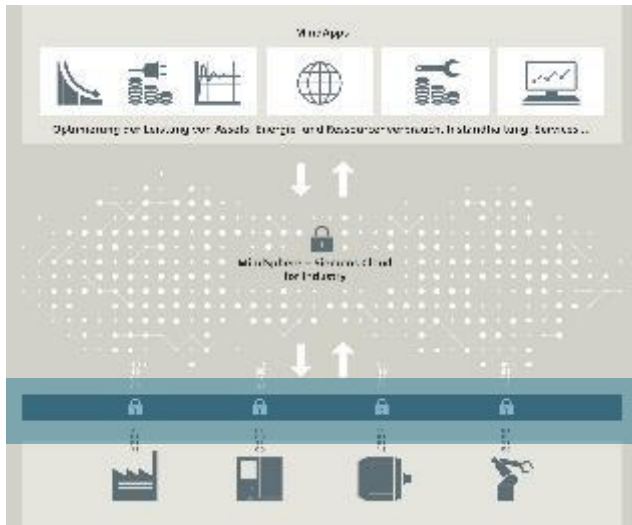 MindApps
Optimierung der Leistung von Assets, Energie- und Ressourcenverbrauch, Instandhaltung, Services ...
MindSphere – Siemens Cloud
for Industry